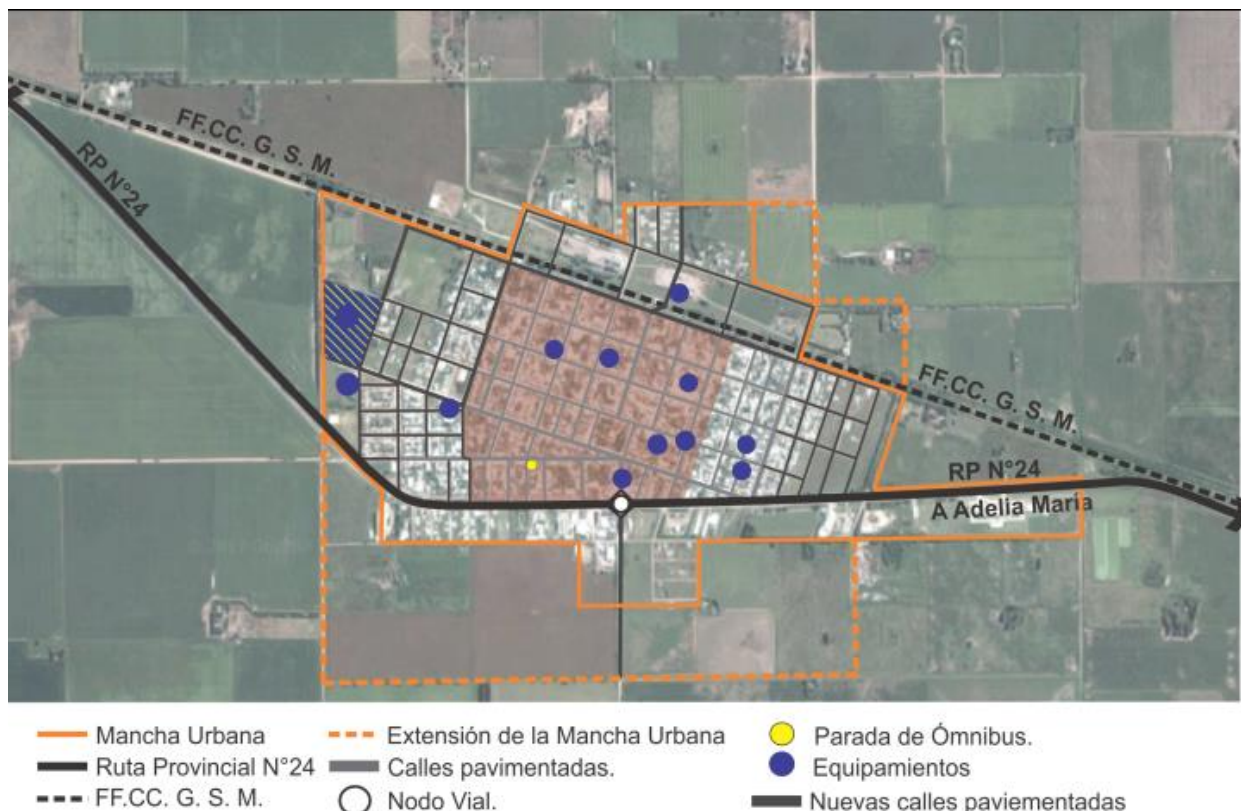 FF.CC. G. S. M.
RP N°24
FF.CC. G. S. M.
RP N°24
A Adelia María
Mancha Urbana
Extensión de la Mancha Urbana
Parada de Ómnibus.
Ruta Provincial N°24
Calles pavimentadas.
Equipamientos
FF.CC. G. S. M.
Nodo Vial.
Nuevas calles paviementadas